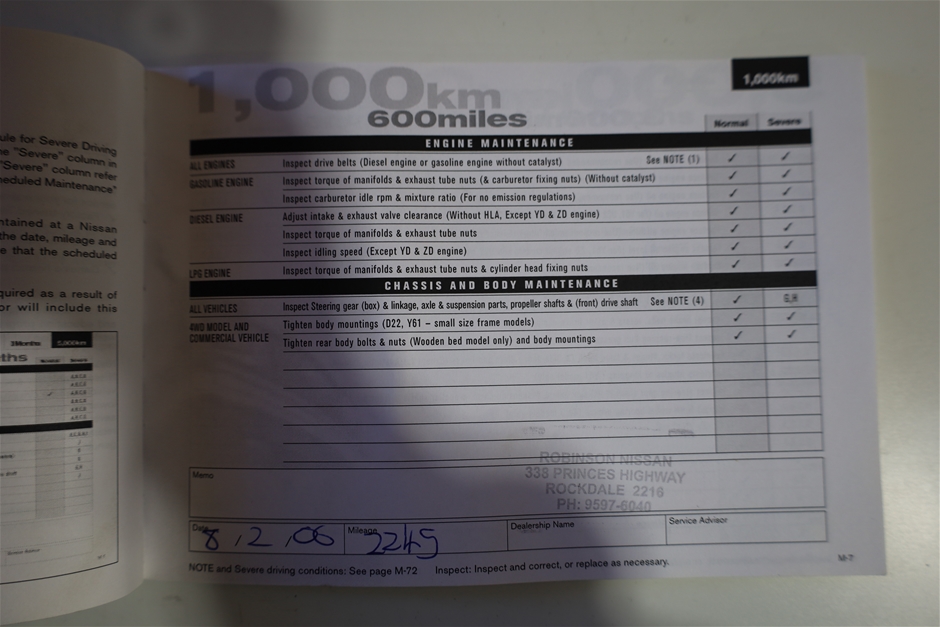 ule for Severe Driving
"Severe" column in
"Severe" column refer
eduled Maintenance"
ntained at a Nissan
the date, mileage and
e that the scheduled
quired as a result of
or will include this
3Months 5,000km
ths
Normal Severe
1,000km
1,000km
600miles
Normal Severe
ENGINE MAINTENANCE
ALL ENGINES Inspect drive belts (Diesel engine or gasoline engine without catalyst) See NOTE (1) ✓ ✓
GASOLINE ENGINE Inspect torque of manifolds & exhaust tube nuts (& carburetor fixing nuts) (Without catalyst) ✓ ✓
Inspect carburetor idle rpm & mixture ratio (For no emission regulations) ✓ ✓
DIESEL ENGINE Adjust intake & exhaust valve clearance (Without HLA, Except YD & ZD engine) ✓ ✓
Inspect torque of manifolds & exhaust tube nuts ✓ ✓
Inspect idling speed (Except YD & ZD engine) ✓ ✓
LPG ENGINE Inspect torque of manifolds & exhaust tube nuts & cylinder head fixing nuts ✓ ✓
CHASSIS AND BODY MAINTENANCE
ALL VEHICLES Inspect Steering gear (box) & linkage, axle & suspension parts, propeller shafts & (front) drive shaft See NOTE (4) ✓ G,H
4WD MODEL AND Tighten body mountings (D22, Y61 – small size frame models) ✓ ✓
COMMERCIAL VEHICLE Tighten rear body bolts & nuts (Wooden bed model only) and body mountings ✓ ✓
Memo
ROBINSON NISSAN
338 PRINCES HIGHWAY
ROCKDALE 2216
PH: 9597-6040
Date 8.2.06 Mileage 2245 Dealership Name Service Advisor
NOTE and Severe driving conditions: See page M-72 Inspect: Inspect and correct, or replace as necessary.
M-7